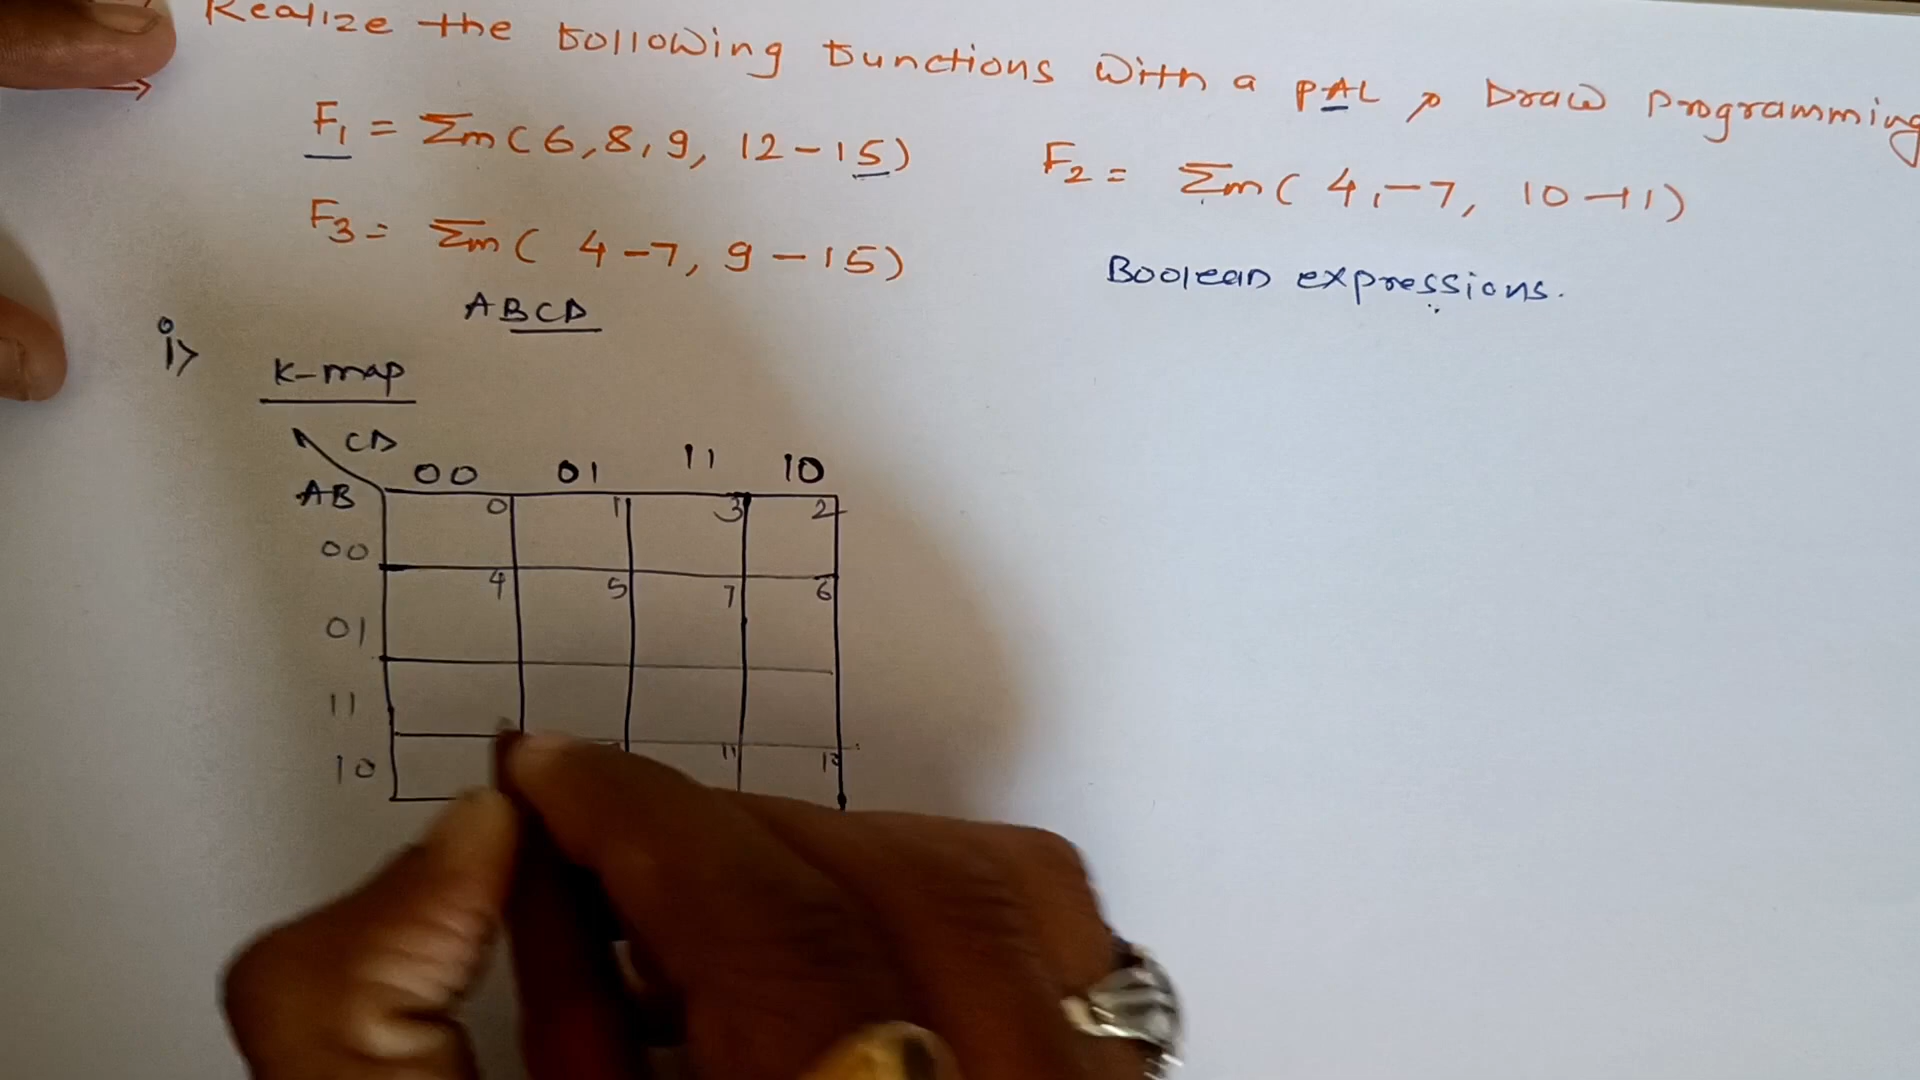 Realize the following functions with a PAL, Draw Programming
F1 = Σm(6,8,9, 12-15) F2 = Σm(4,-7, 10-11)
F3 = Σm(4-7, 9-15)
Boolean expressions.
ABCD
i>
K-map
CD
00 01 11 10
AB
0 1 3 2
00
4 5 7 6
01
11
11 10
10